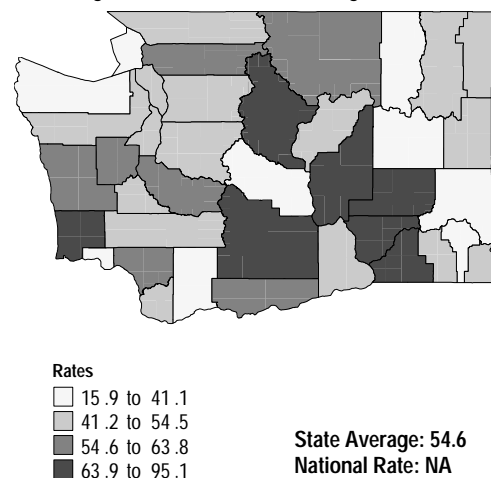 Rates
15.9 to 41.1
41.2 to 54.5
54.6 to 63.8
63.9 to 95.1
State Average: 54.6
National Rate: NA